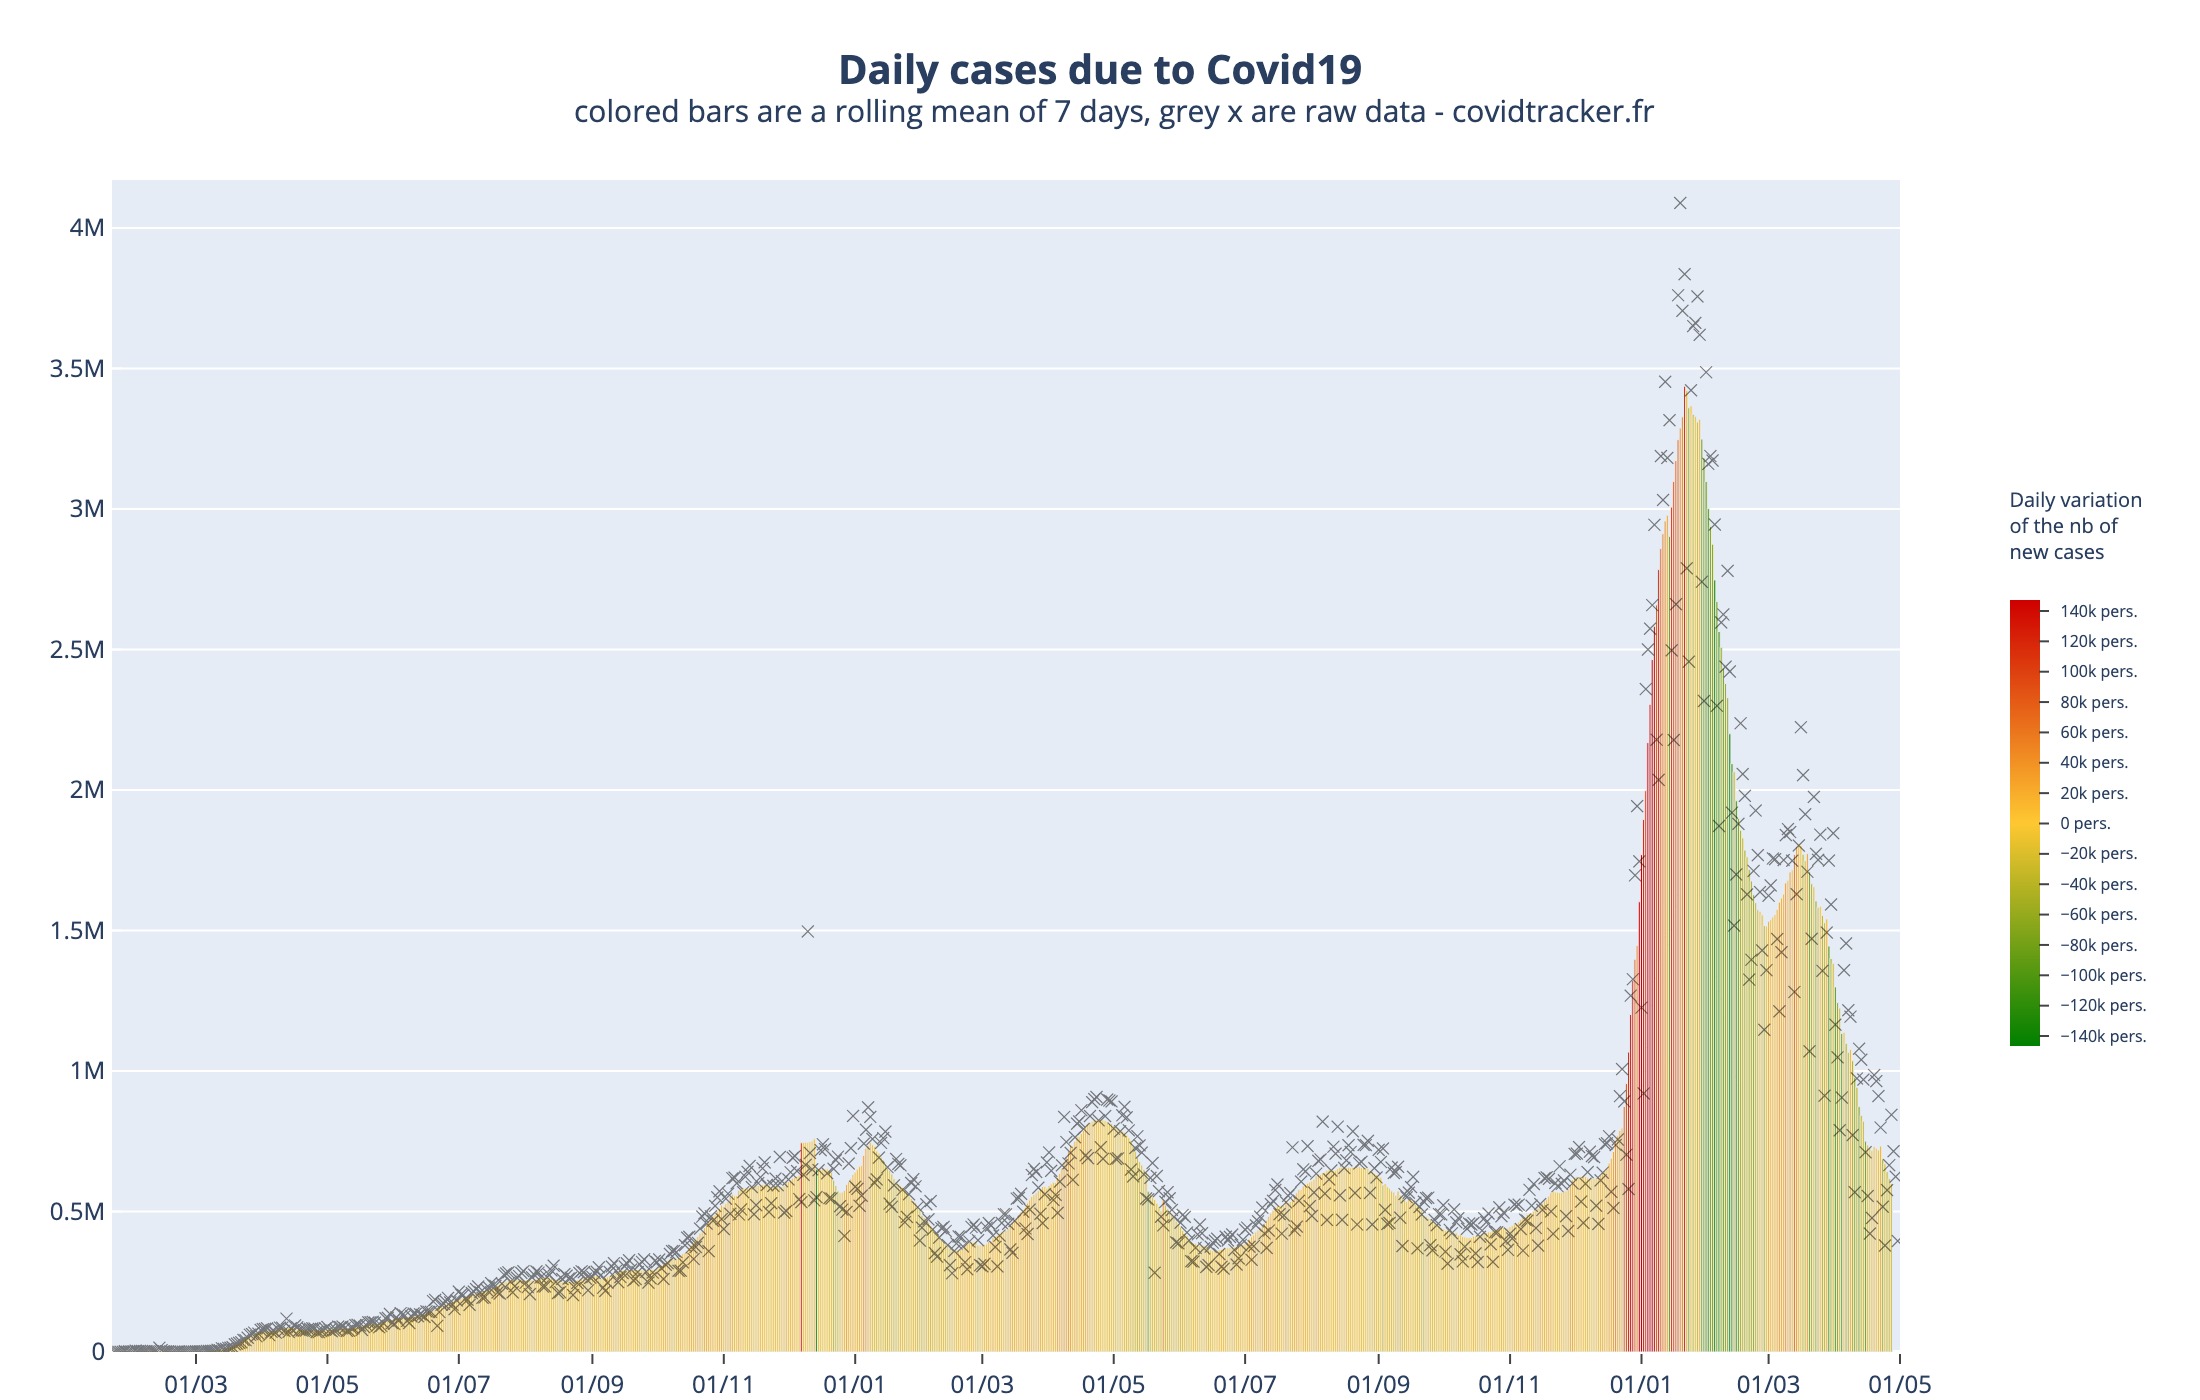 Daily cases due to Covid19
colored bars are a rolling mean of 7 days, grey x are raw data - covidtracker.fr
4M
3.5M
3M
2.5M
2M
1.5M
1M
0.5M
0
01/03
01/05
01/07
01/09
01/11
01/01
01/03
01/05
01/07
01/09
01/11
01/01
01/03
01/05
Daily variation
of the nb of
new cases
140k pers.
120k pers.
100k pers.
80k pers.
60k pers.
40k pers.
20k pers.
0 pers.
−20k pers.
−40k pers.
−60k pers.
−80k pers.
−100k pers.
−120k pers.
−140k pers.